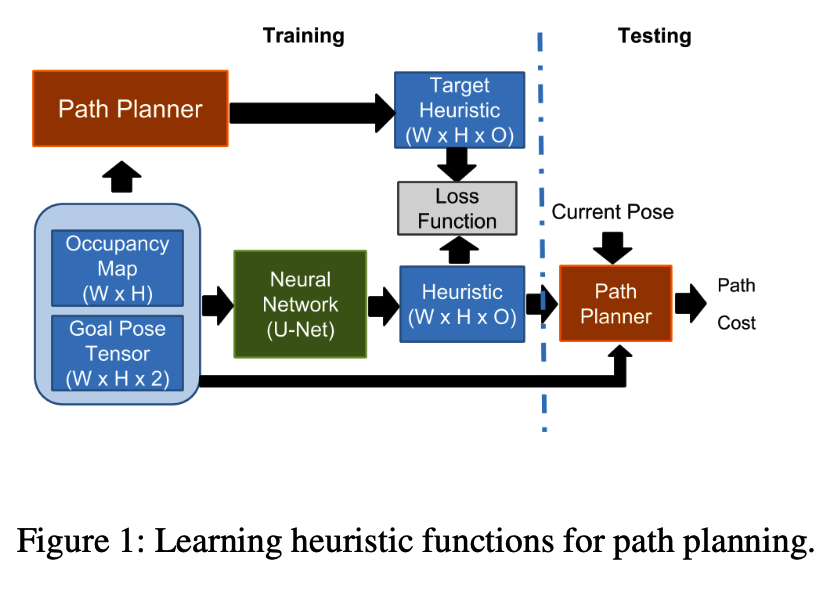 Training
Testing
Path Planner
Target
Heuristic
(W x H x O)
Loss
Function
Current Pose
Occupancy
Map
(W x H)
Goal Pose
Tensor
(W x H x 2)
Neural
Network
(U-Net)
Heuristic
(W x H x O)
Path
Planner
Path
Cost
Figure 1: Learning heuristic functions for path planning.